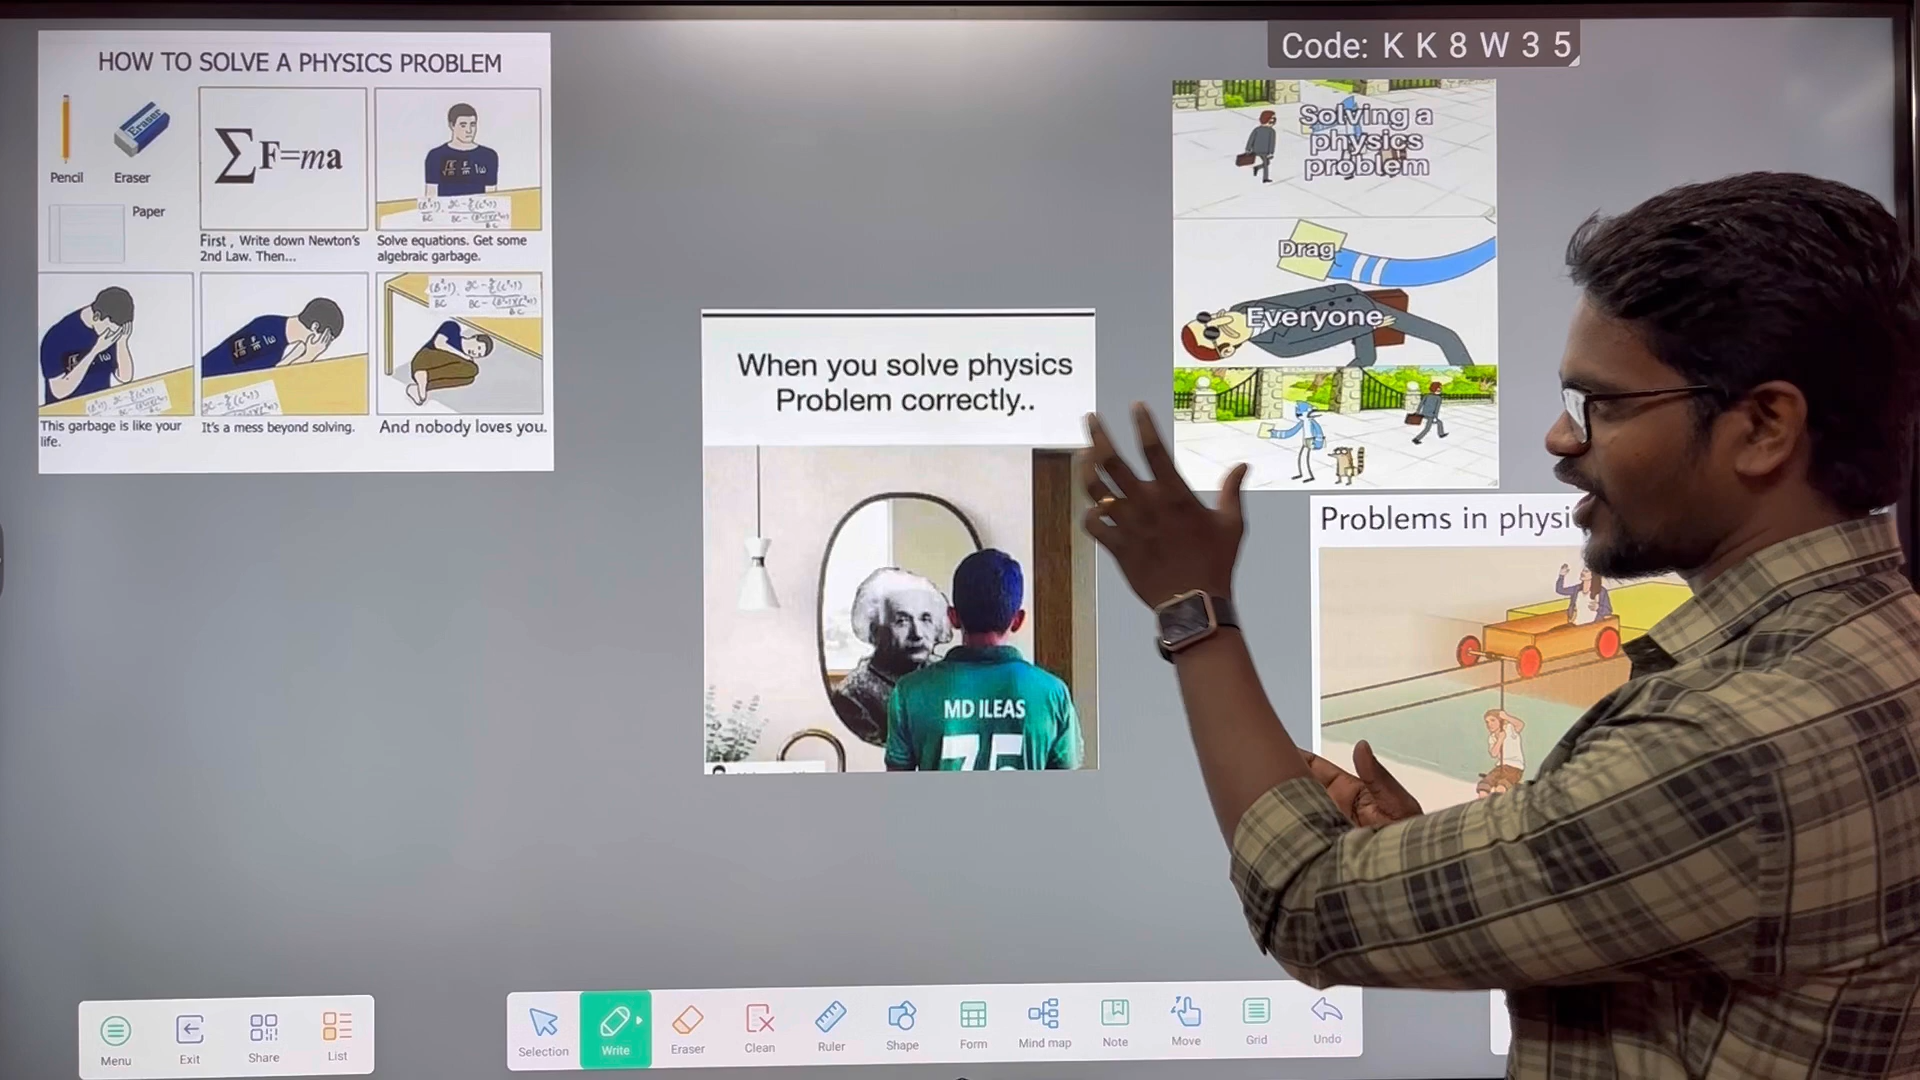 Code: K K 8 W 3 5
HOW TO SOLVE A PHYSICS PROBLEM
Pencil
Eraser
Eraser
Paper
∑F=ma
First , Write down Newton's
2nd Law. Then...
Solve equations. Get some
algebraic garbage.
This garbage is like your
life.
It's a mess beyond solving.
And nobody loves you.
When you solve physics
Problem correctly..
MD ILEAS
75
Solving a
physics
problem
Drag
Everyone
Problems in physi
Menu
Exit
Share
List
Selection
Write
Eraser
Clean
Ruler
Shape
Form
Mind map
Note
Move
Grid
Undo